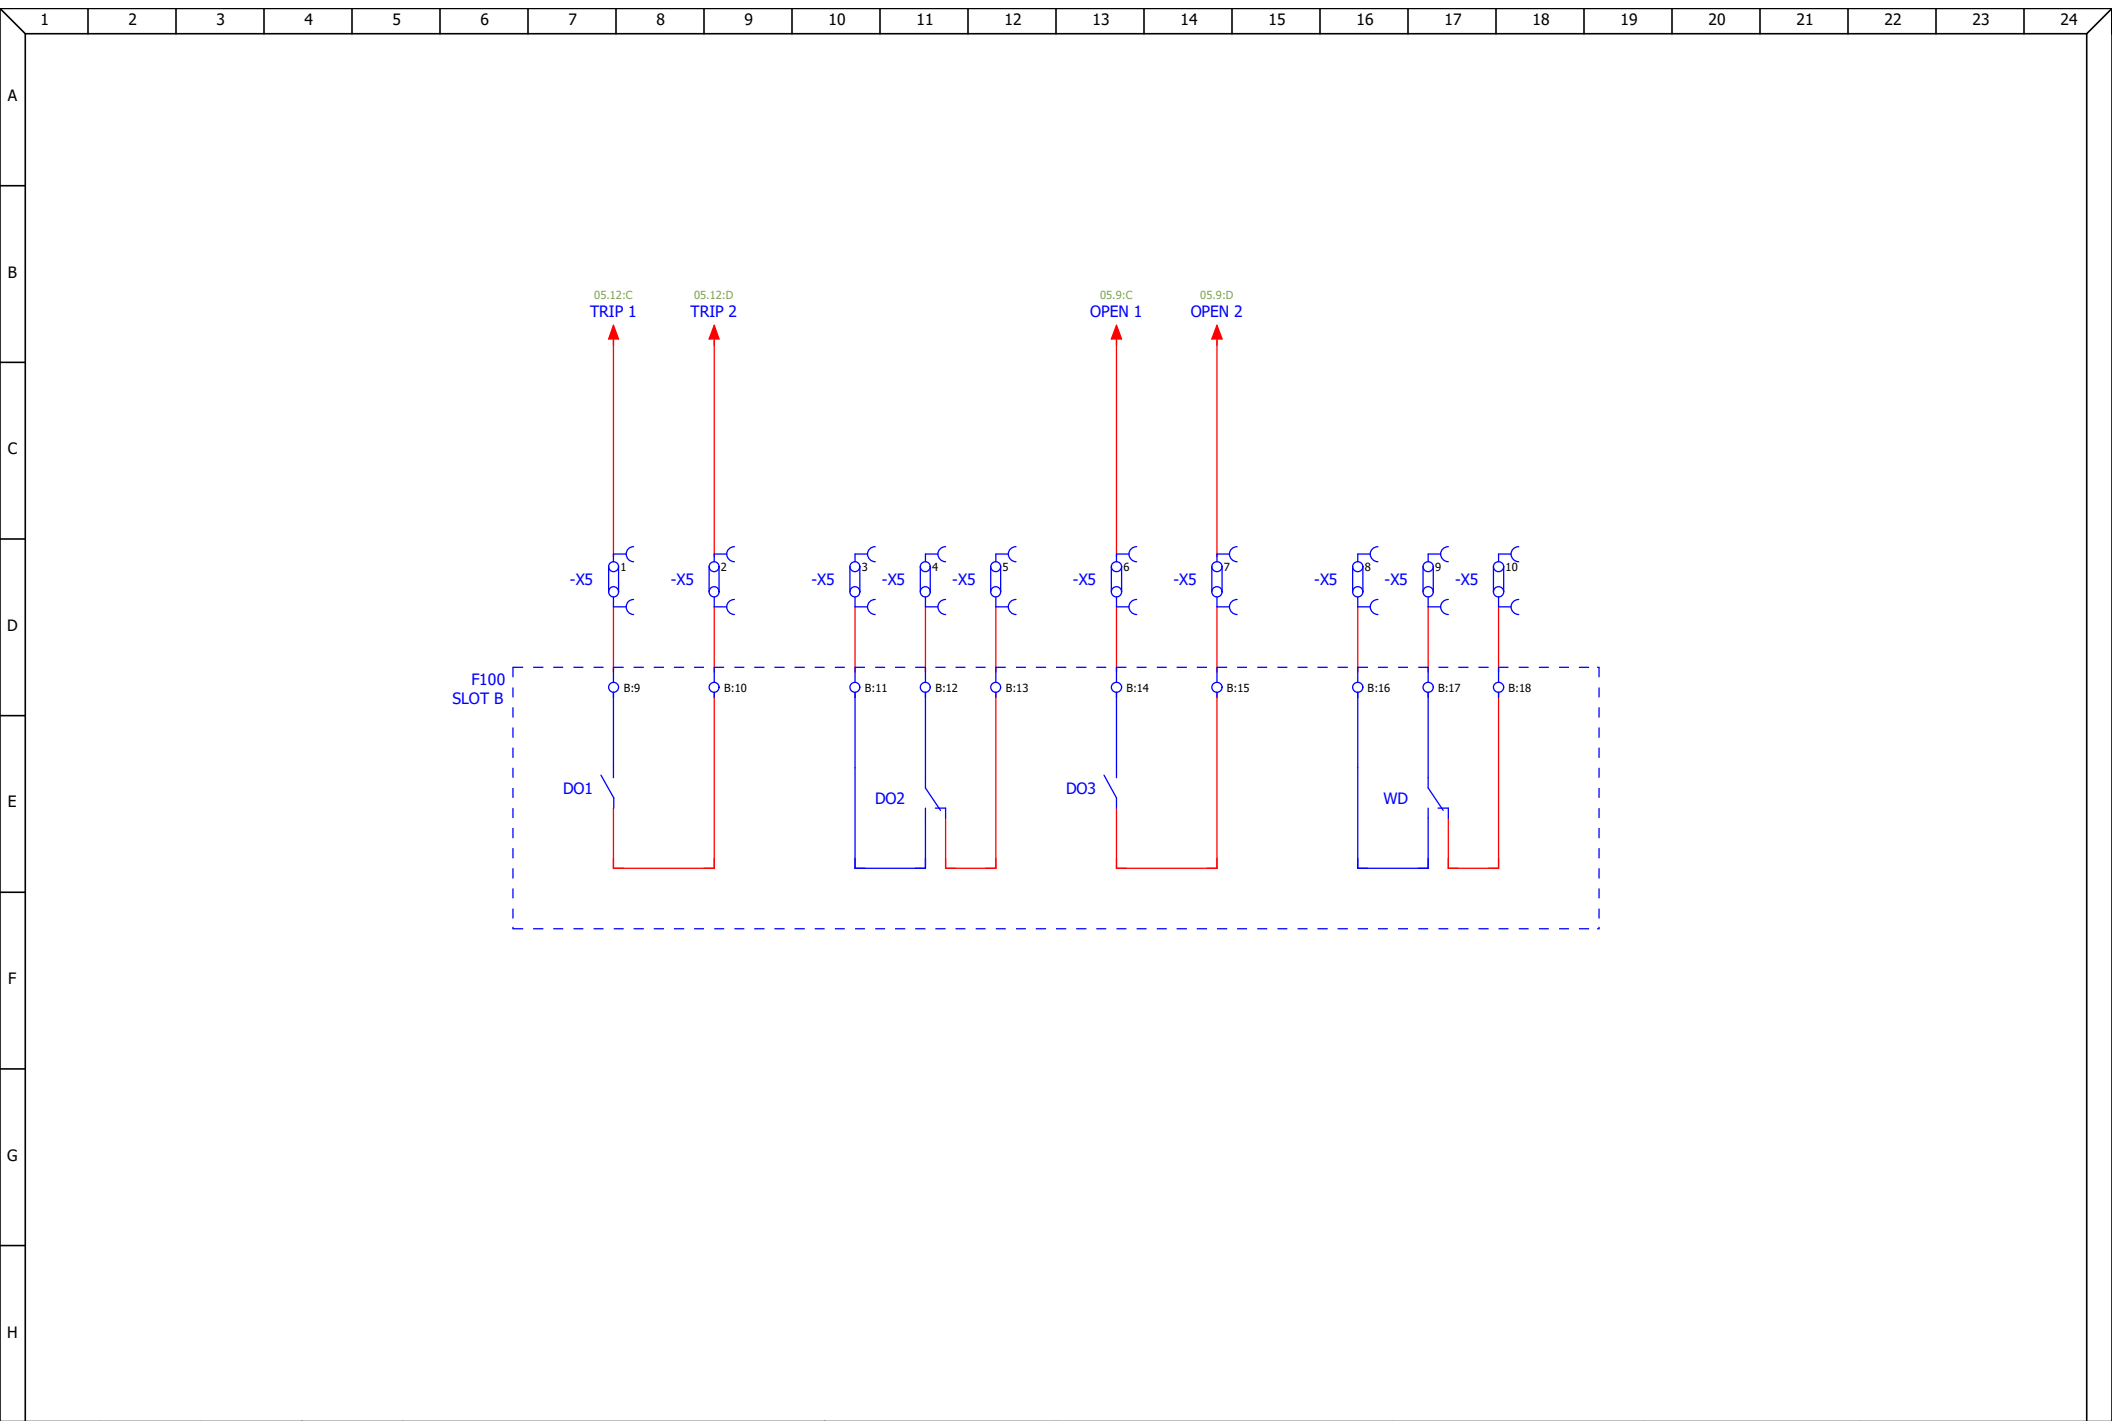 1 2 3 4 5 6 7 8 9 10 11 12 13 14 15 16 17 18 19 20 21 22 23 24
A
B
05.12:C 05.12:D 05.9:C 05.9:D
TRIP 1 TRIP 2 OPEN 1 OPEN 2
C
1 2 3 4 5 6 7 8 9 10
-X5 -X5 -X5 -X5 -X5 -X5 -X5 -X5 -X5 -X5
D
F100
SLOT B
B:9 B:10 B:11 B:12 B:13 B:14 B:15 B:16 B:17 B:18
DO1 DO3
DO2 WD
E
F
G
H